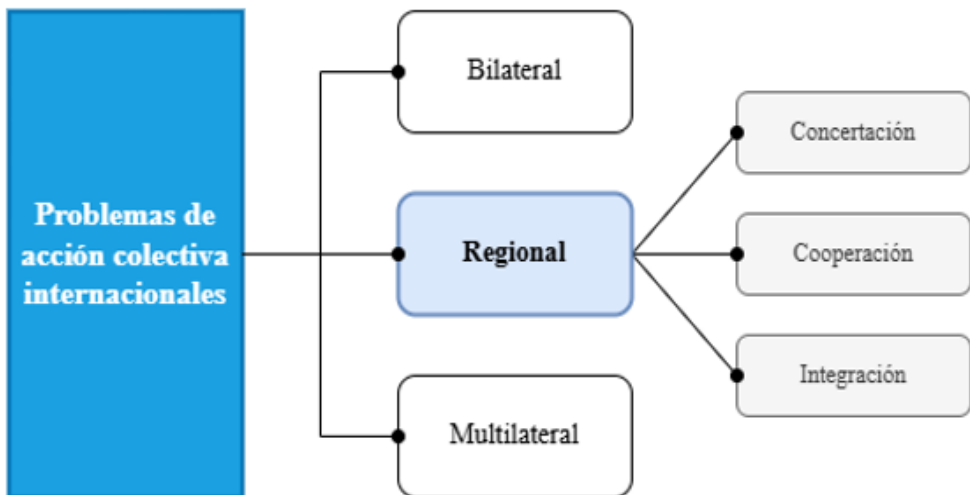 Problemas de
acción colectiva
internacionales
Bilateral
Regional
Multilateral
Concertación
Cooperación
Integración